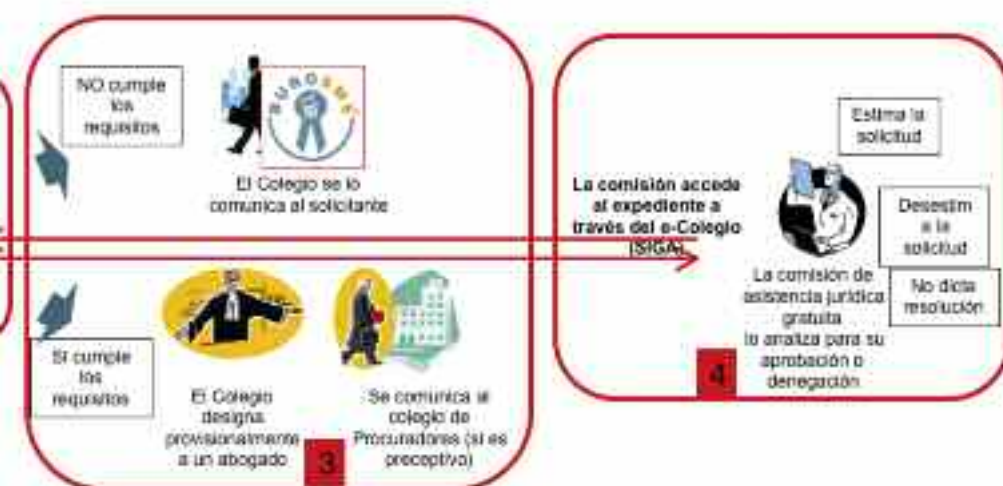 NO cumple
los
requisitos
BUROSME
El Colegio se lo
comunica al solicitante
SI cumple
los
requisitos
El Colegio
designa
provisionalmente
a un abogado
Se comunica al
colegio de
Procuradores (si es
preceptivo)
3
La comisión accede
al expediente a
través del e-Colegio
(SIGA)
Estima la
solicitud
Desestim
a la
solicitud
No dicta
resolución
La comisión de
asistencia jurídica
gratuita
lo analiza para su
aprobación o
denegación
4